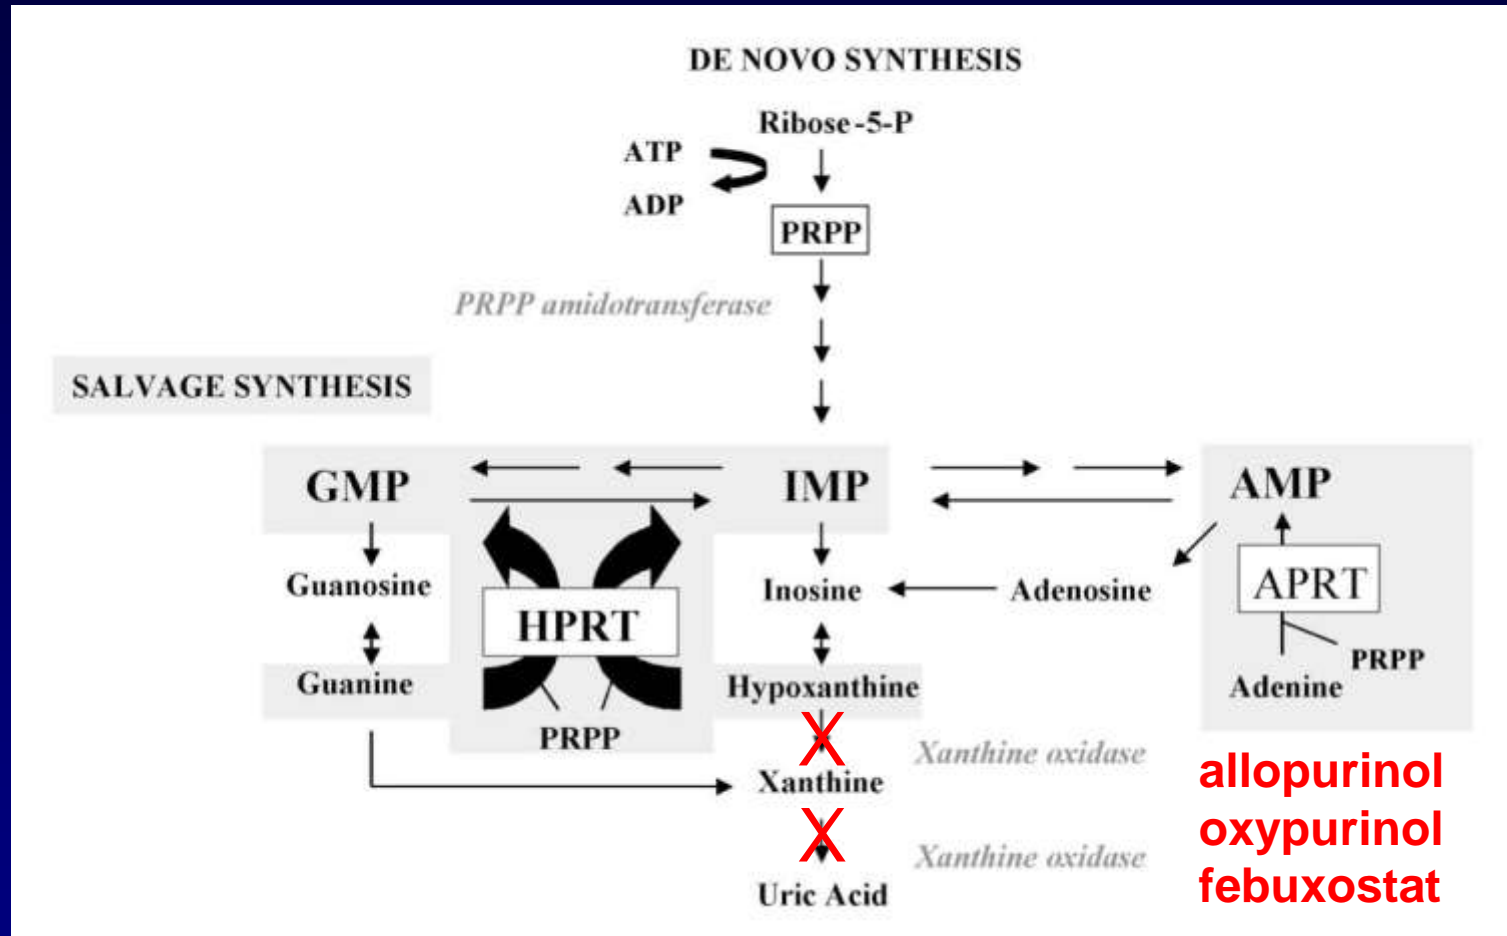 DE NOVO SYNTHESIS
Ribose-5-P
ATP
ADP
PRPP
PRPP amidotransferase
SALVAGE SYNTHESIS
GMP
IMP
AMP
Guanosine
HPRT
Inosine
Adenosine
APRT
PRPP
Guanine
Hypoxanthine
Adenine
PRPP
X
Xanthine oxidase
Xanthine
X
Xanthine oxidase
Uric Acid
allopurinol
oxypurinol
febuxostat